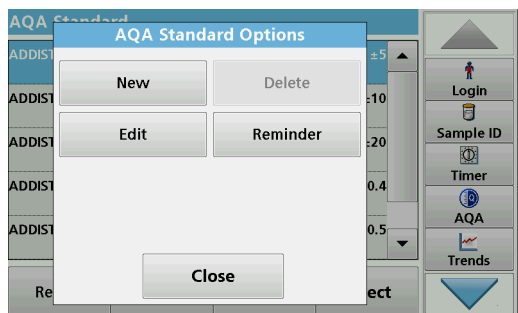 AQA Standard
AQA Standard Options
ADDIST ±5
New
Delete
ADDIST ±10
Edit
Reminder
ADDIST ±20
ADDIST 0.4
ADDIST 0.5
Close
Re ect
Login
Sample ID
Timer
AQA
Trends